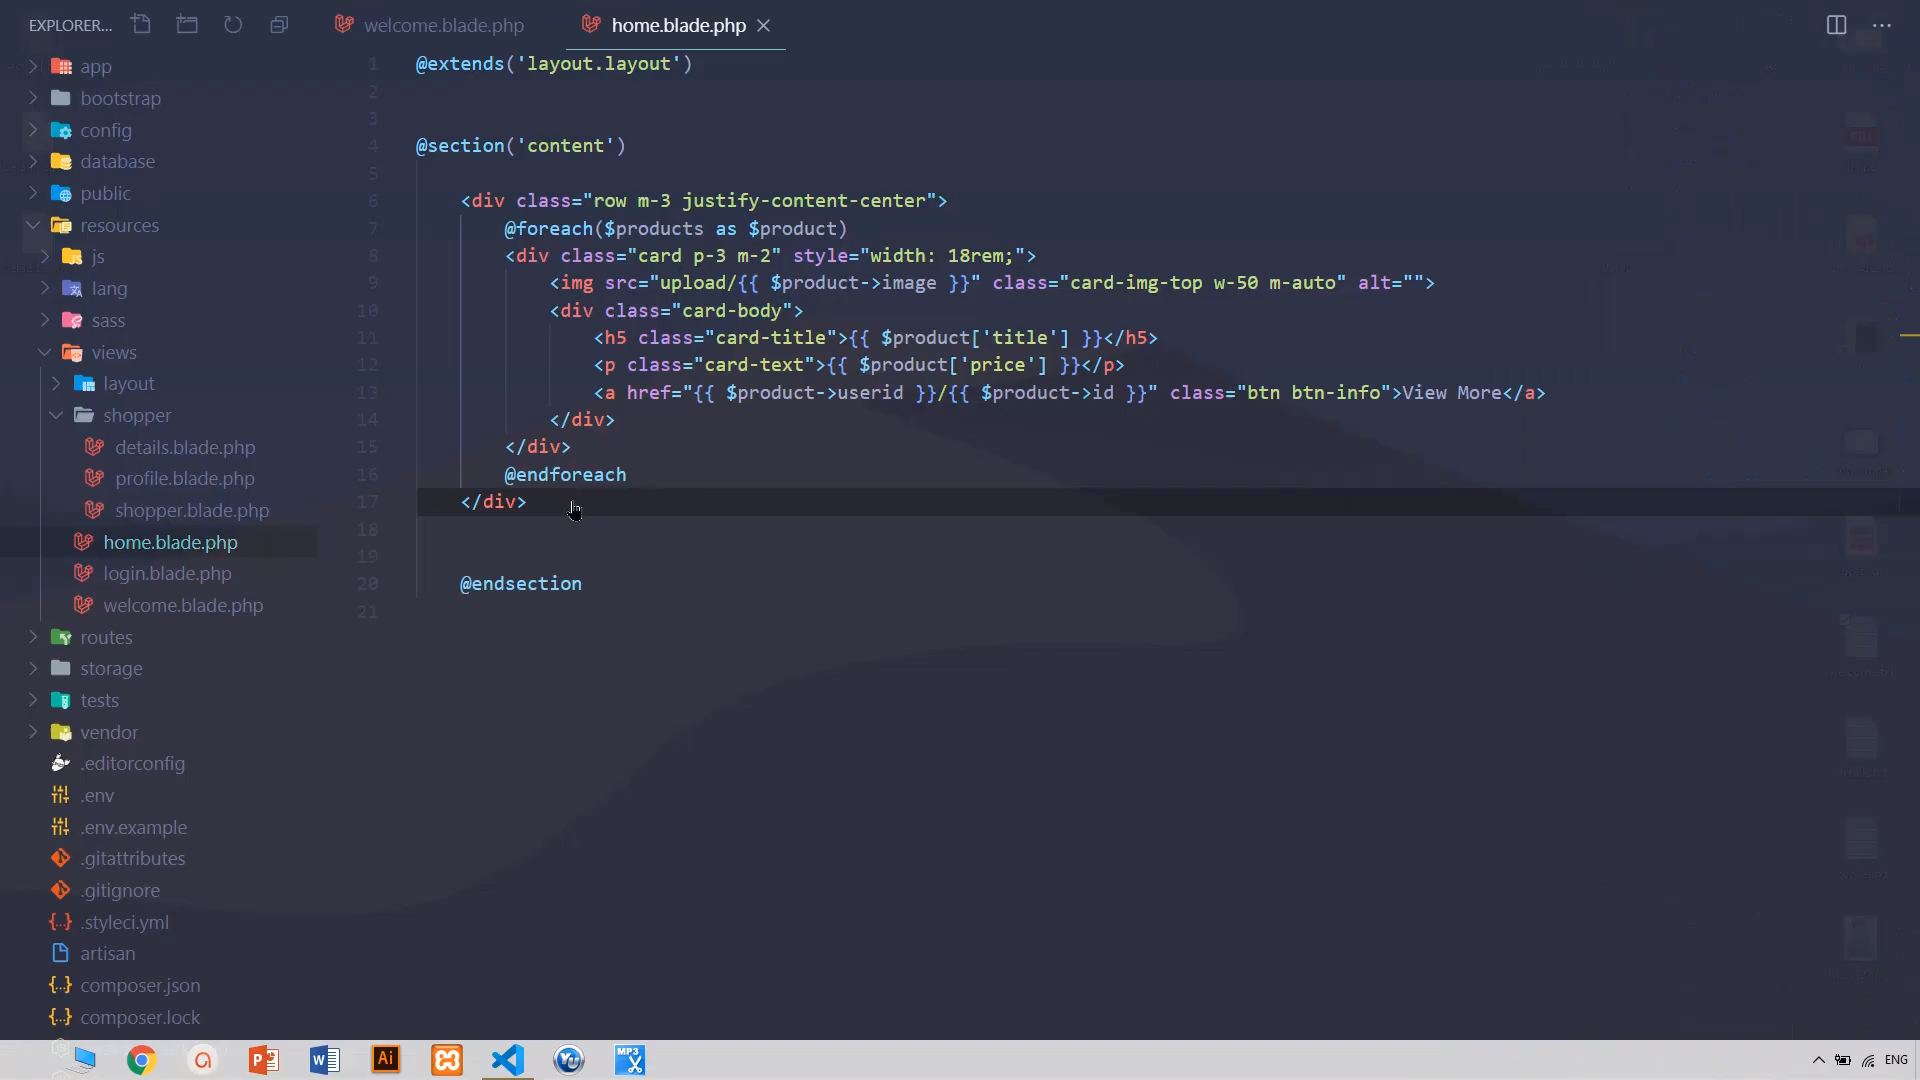 EXPLORER...
welcome.blade.php
home.blade.php
app
bootstrap
config
database
public
resources
js
lang
sass
views
layout
shopper
details.blade.php
profile.blade.php
shopper.blade.php
home.blade.php
login.blade.php
welcome.blade.php
routes
storage
tests
vendor
.editorconfig
.env
.env.example
.gitattributes
.gitignore
.styleci.yml
artisan
composer.json
composer.lock
1 @extends('layout.layout')
2
3
4 @section('content')
5
6 <div class="row m-3 justify-content-center">
7 @foreach($products as $product)
8 <div class="card p-3 m-2" style="width: 18rem;">
9 <img src="upload/{{ $product->image }}" class="card-img-top w-50 m-auto" alt="">
10 <div class="card-body">
11 <h5 class="card-title">{{ $product['title'] }}</h5>
12 <p class="card-text">{{ $product['price'] }}</p>
13 <a href="{{ $product->userid }}/{{ $product->id }}" class="btn btn-info">View More</a>
14 </div>
15 </div>
16 @endforeach
17 </div>
18
19
20 @endsection
21
Ai
MP3
ENG